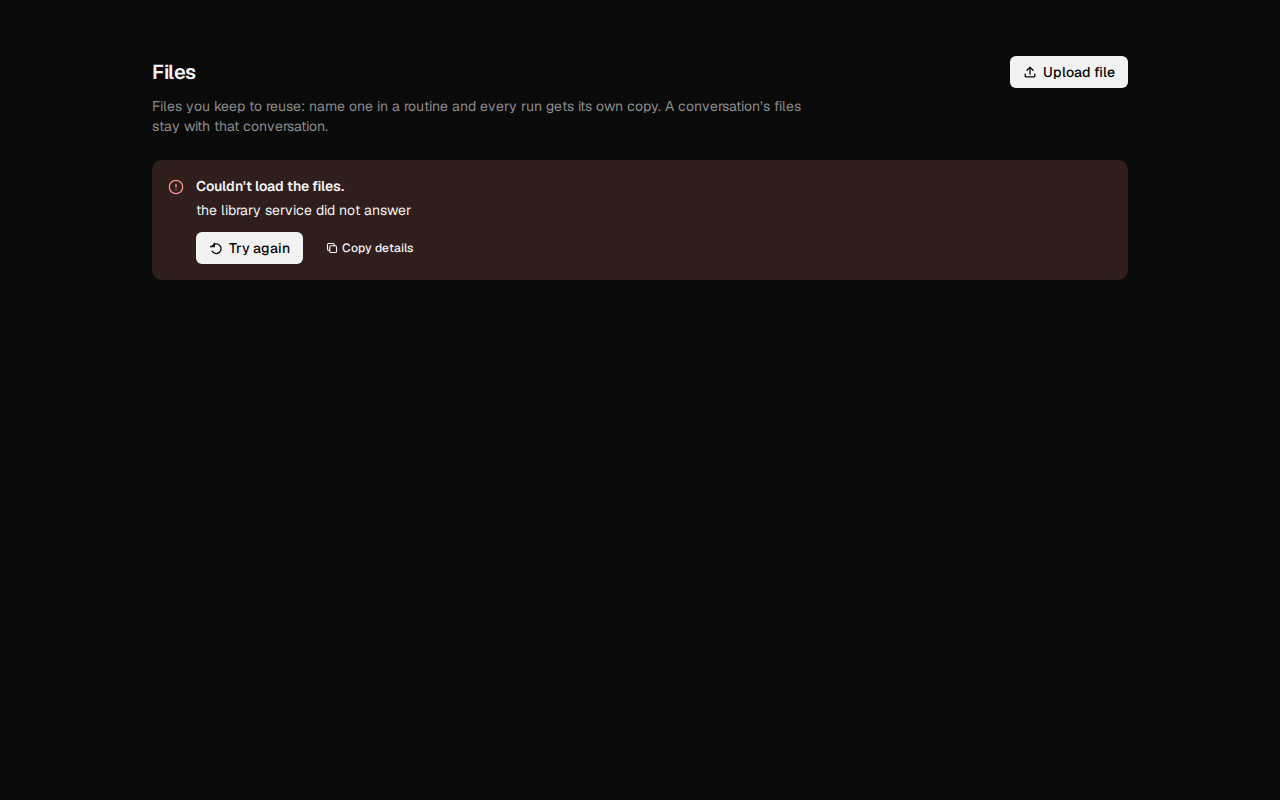 Files
Upload file
Files you keep to reuse: name one in a routine and every run gets its own copy. A conversation's files
stay with that conversation.
Couldn't load the files.
the library service did not answer
Try again
Copy details